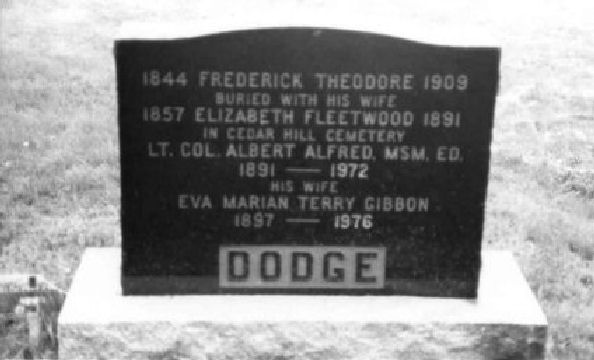 1844 FREDERICK THEODORE 1909
BURIED WITH HIS WIFE
1857 ELIZABETH FLEETWOOD 1891
IN CEDAR HILL CEMETERY
LT. COL. ALBERT ALFRED, MSM, ED.
1891 — 1972
HIS WIFE
EVA MARIAN TERRY GIBBON
1897 — 1976
DODGE